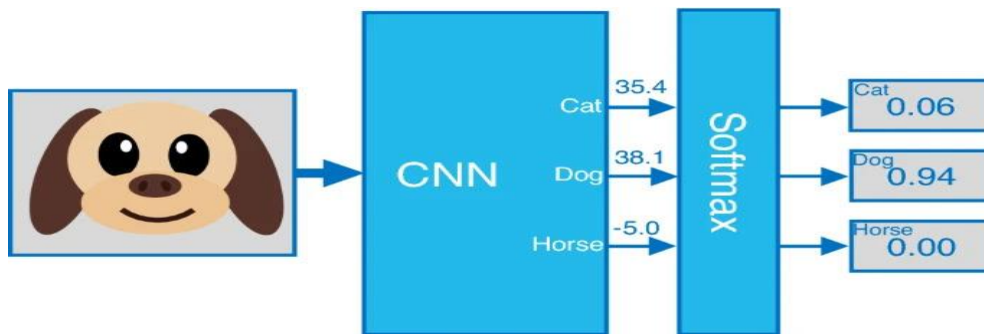 CNN
Cat
Dog
Horse
35.4
38.1
-5.0
Softmax
Cat
0.06
Dog
0.94
Horse
0.00